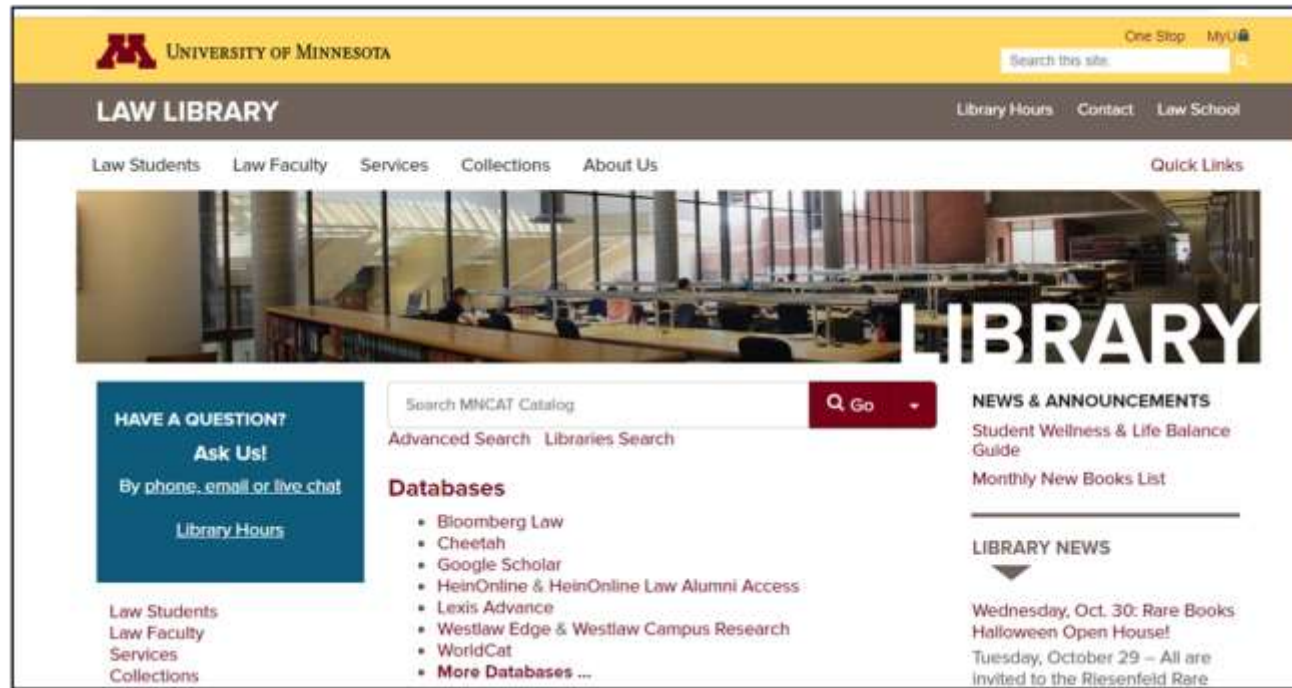 UNIVERSITY OF MINNESOTA
One Stop MyU
Search this site.
LAW LIBRARY
Library Hours Contact Law School
Law Students Law Faculty Services Collections About Us
Quick Links
LIBRARY
HAVE A QUESTION?
Ask Us!
By phone, email or live chat
Library Hours
Law Students
Law Faculty
Services
Collections
Search MNCAT Catalog
Go
Advanced Search Libraries Search
Databases
• Bloomberg Law
• Cheetah
• Google Scholar
• HeinOnline & HeinOnline Law Alumni Access
• Lexis Advance
• Westlaw Edge & Westlaw Campus Research
• WorldCat
• More Databases ...
NEWS & ANNOUNCEMENTS
Student Wellness & Life Balance
Guide
Monthly New Books List
LIBRARY NEWS
Wednesday, Oct. 30: Rare Books
Halloween Open House!
Tuesday, October 29 – All are
invited to the Riesenfeld Rare